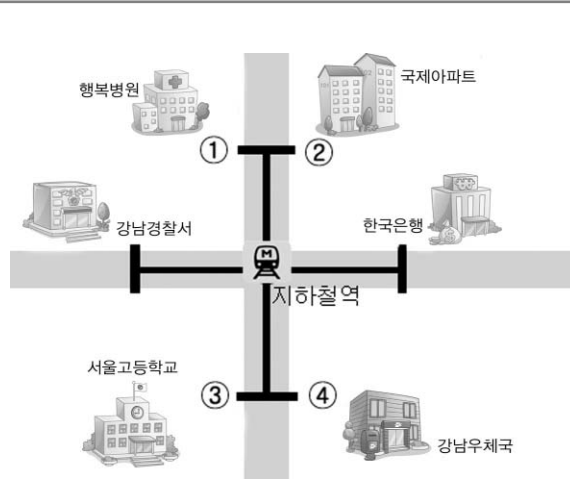 행복병원
국제아파트
① ②
강남경찰서
한국은행
M
지하철역
서울고등학교
③ ④
강남우체국